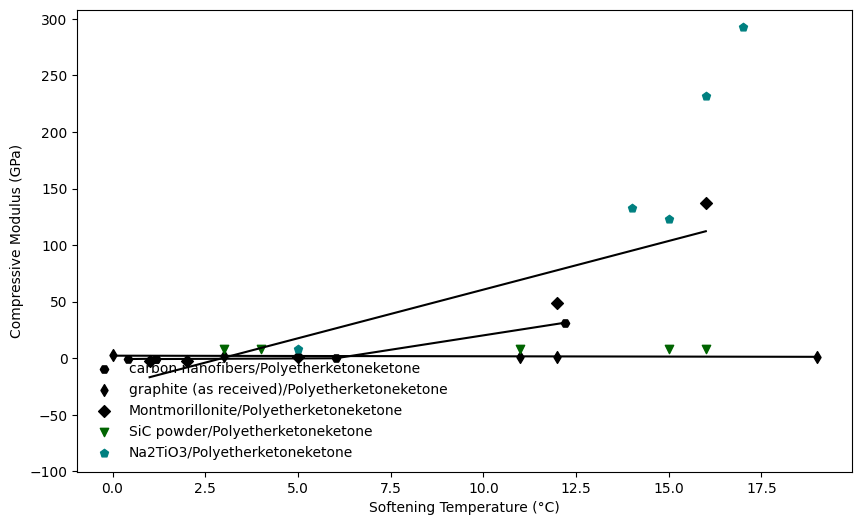 300
250
200
150
100
50
0
−50
−100
Compressive Modulus (GPa)
carbon nanofibers/Polyetherketoneketone
graphite (as received)/Polyetherketoneketone
Montmorillonite/Polyetherketoneketone
SiC powder/Polyetherketoneketone
Na2TiO3/Polyetherketoneketone
0.0 2.5 5.0 7.5 10.0 12.5 15.0 17.5
Softening Temperature (°C)